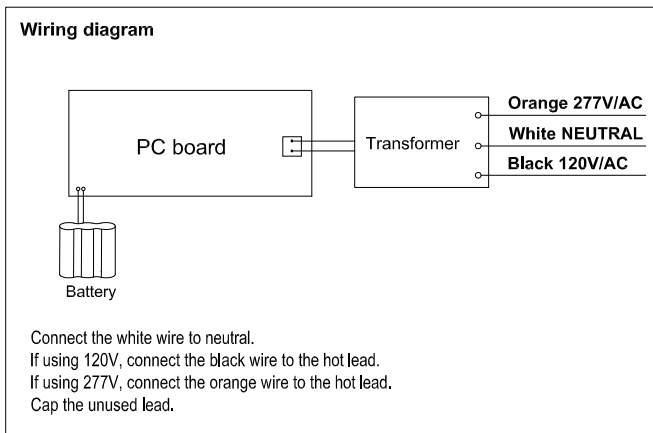 Wiring diagram
Orange 277V/AC
White NEUTRAL
Black 120V/AC
PC board
Transformer
Battery
Connect the white wire to neutral.
If using 120V, connect the black wire to the hot lead.
If using 277V, connect the orange wire to the hot lead.
Cap the unused lead.